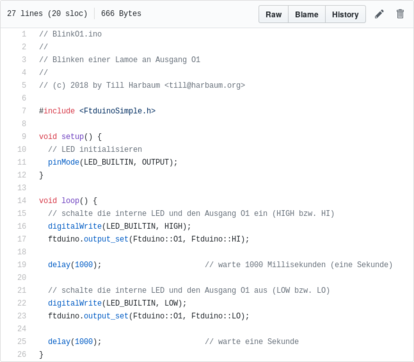 27 lines (20 sloc) 666 Bytes Raw Blame History
1 // BlinkO1.ino
2 //
3 // Blinken einer Lamoe an Ausgang O1
4 //
5 // (c) 2018 by Till Harbaum <till@harbaum.org>
6
7 #include <FtduinoSimple.h>
8
9 void setup() {
10 // LED initialisieren
11 pinMode(LED_BUILTIN, OUTPUT);
12 }
13
14 void loop() {
15 // schalte die interne LED und den Ausgang O1 ein (HIGH bzw. HI)
16 digitalWrite(LED_BUILTIN, HIGH);
17 ftduino.output_set(Ftduino::O1, Ftduino::HI);
18
19 delay(1000); // warte 1000 Millisekunden (eine Sekunde)
20
21 // schalte die interne LED und den Ausgang O1 aus (LOW bzw. LO)
22 digitalWrite(LED_BUILTIN, LOW);
23 ftduino.output_set(Ftduino::O1, Ftduino::LO);
24
25 delay(1000); // warte eine Sekunde
26 }